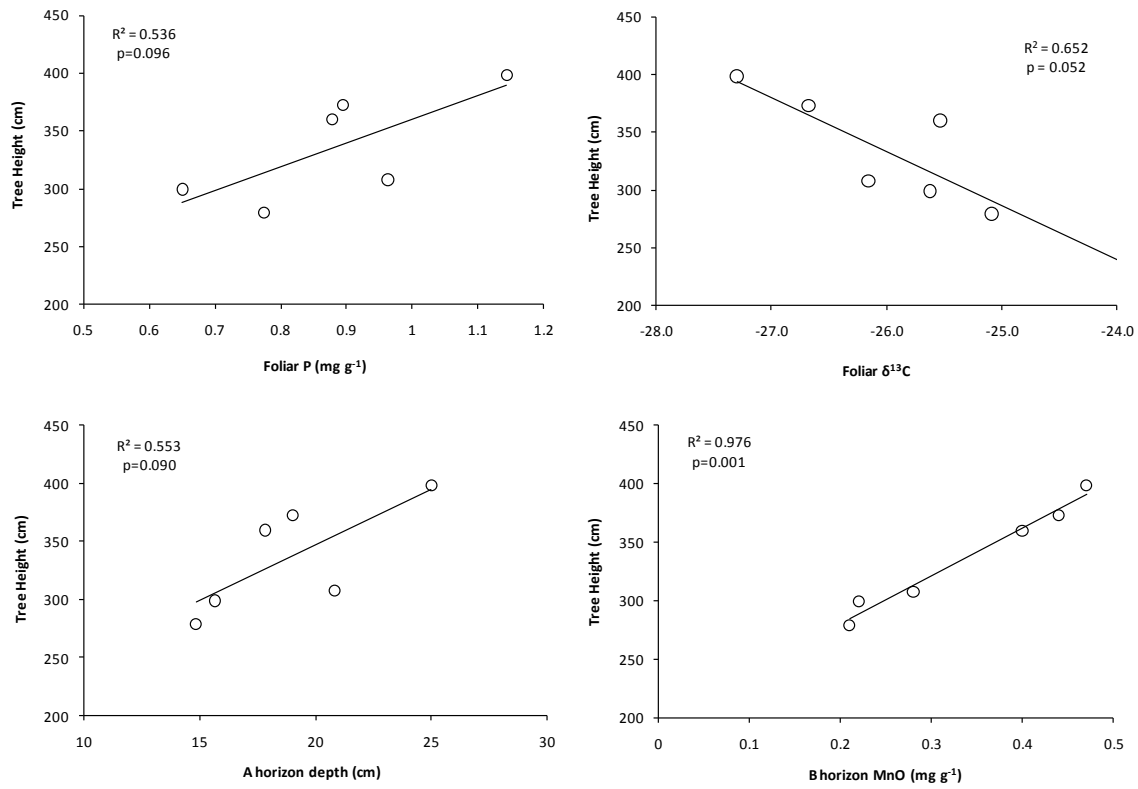 R² = 0.536
p=0.096
450
400
350
300
250
200
Tree Height (cm)
0.5 0.6 0.7 0.8 0.9 1 1.1 1.2
Foliar P (mg g⁻¹)
R² = 0.652
p = 0.052
450
400
350
300
250
200
Tree Height (cm)
-28.0 -27.0 -26.0 -25.0 -24.0
Foliar δ¹³C
R² = 0.553
p=0.090
450
400
350
300
250
200
Tree Height (cm)
10 15 20 25 30
A horizon depth (cm)
R² = 0.976
p=0.001
450
400
350
300
250
200
Tree Height (cm)
0 0.1 0.2 0.3 0.4 0.5
B horizon MnO (mg g⁻¹)